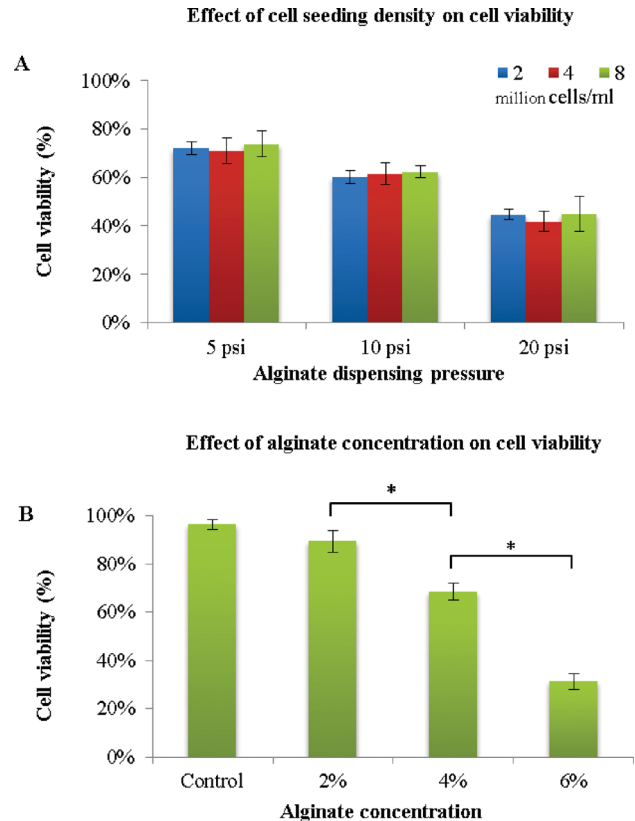 Effect of cell seeding density on cell viability
A
100%
80%
60%
40%
20%
0%
Cell viability (%)
2 4 8
million cells/ml
5 psi 10 psi 20 psi
Alginate dispensing pressure
Effect of alginate concentration on cell viability
B
100%
80%
60%
40%
20%
0%
Cell viability (%)
* 
*
Control 2% 4% 6%
Alginate concentration